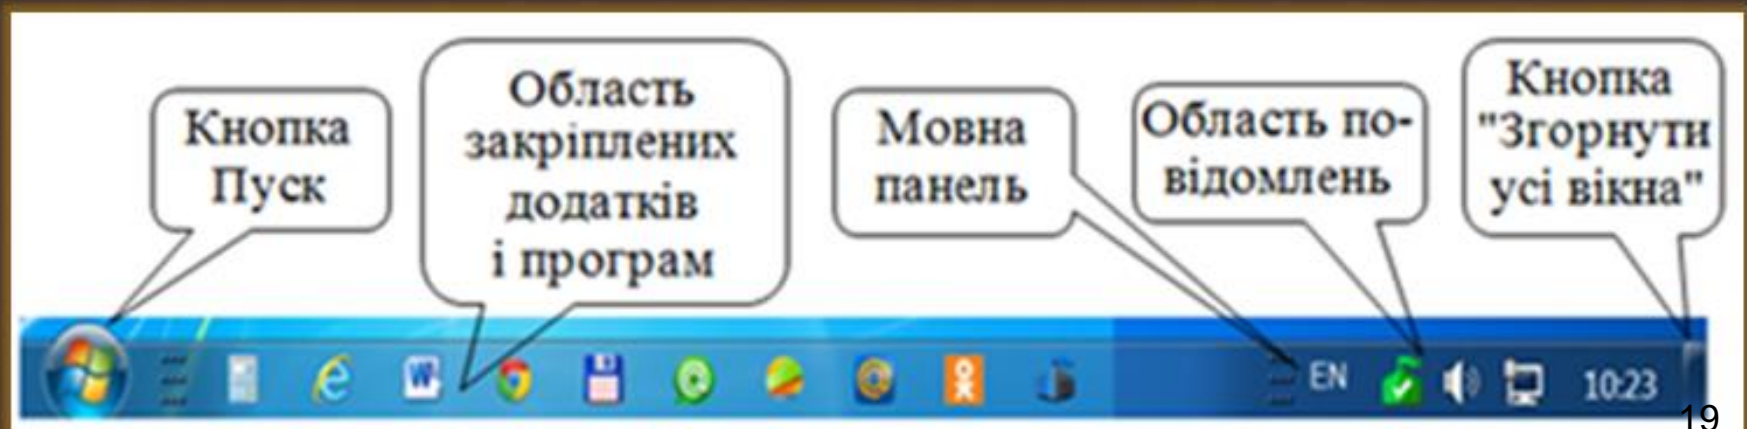 Кнопка
Пуск
Область
закріплених
додатків
і програм
Мовна
панель
Область по-
відомлень
Кнопка
"Згорнути
усі вікна"
EN
10:23
19